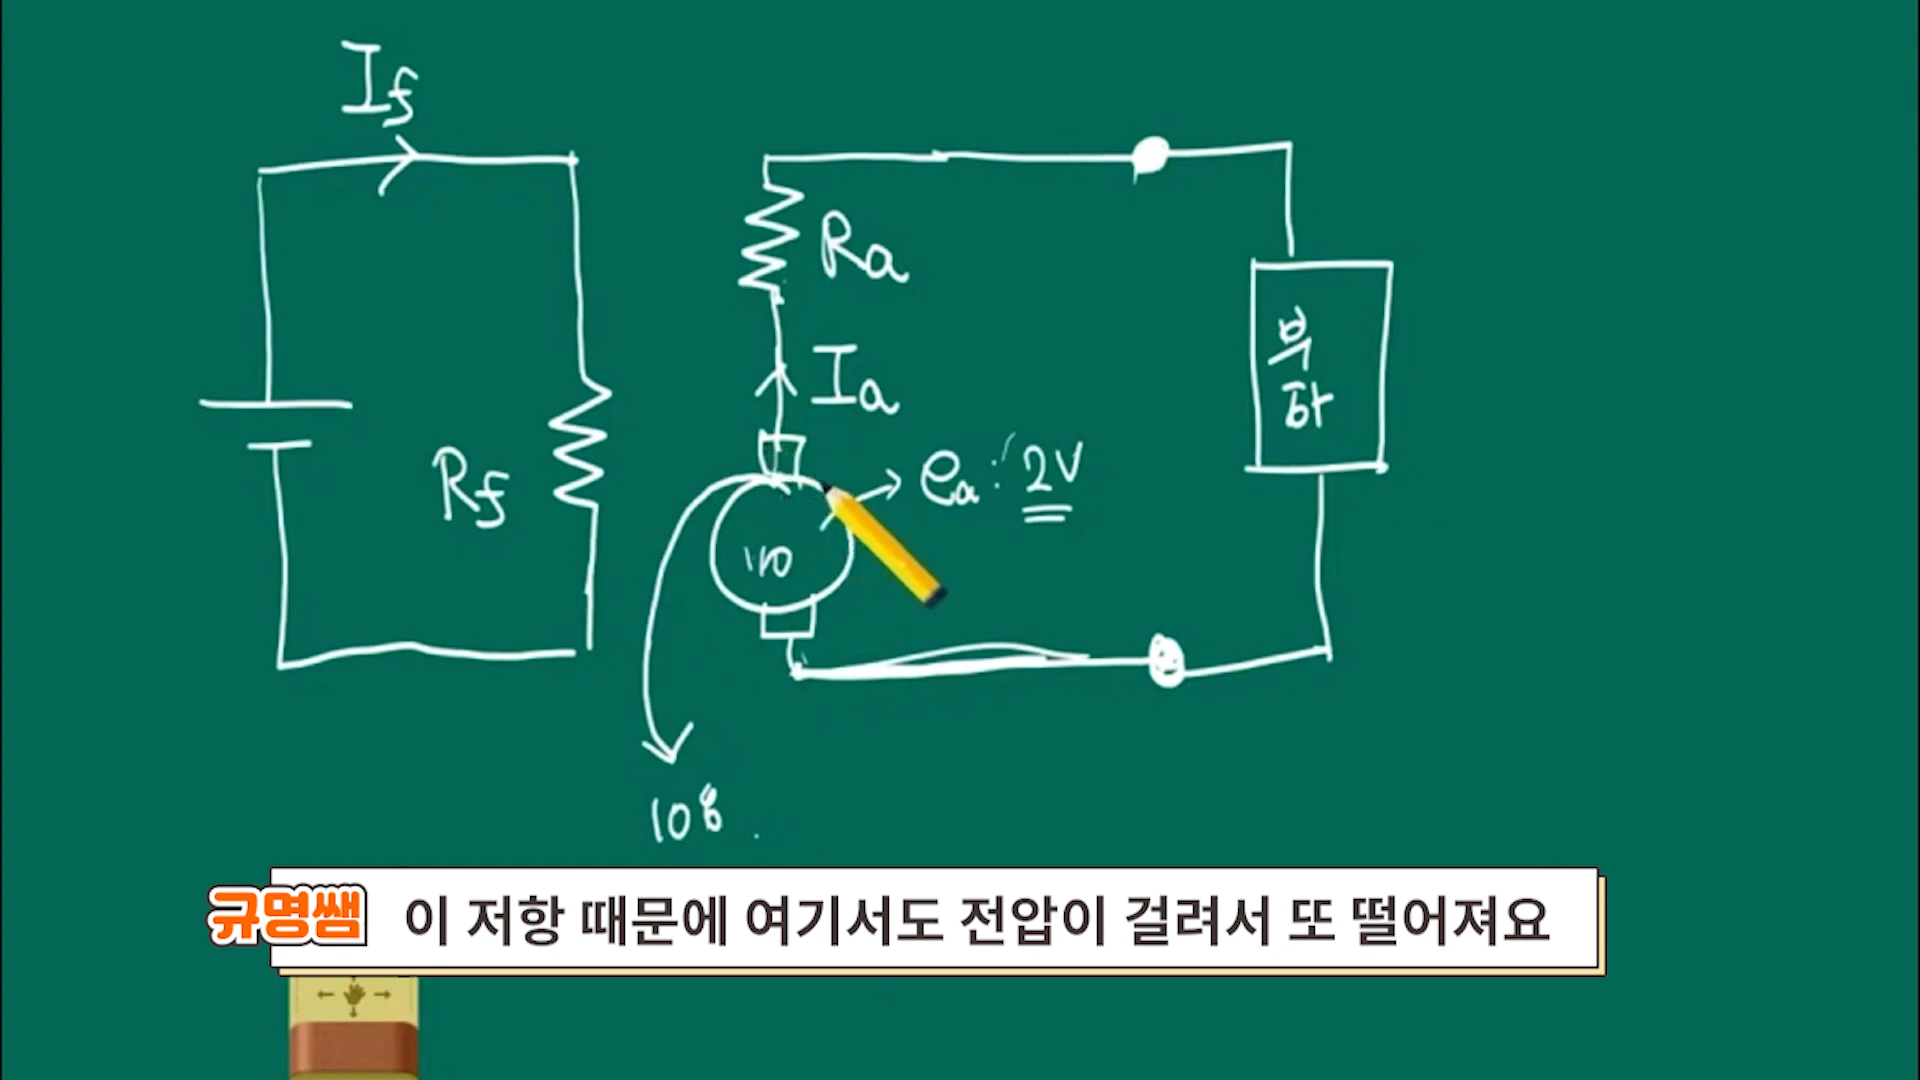 If
Ra
Ia
Rf
ea : 2V
부하
110
108
규명쌤 이 저항 때문에 여기서도 전압이 걸려서 또 떨어져요